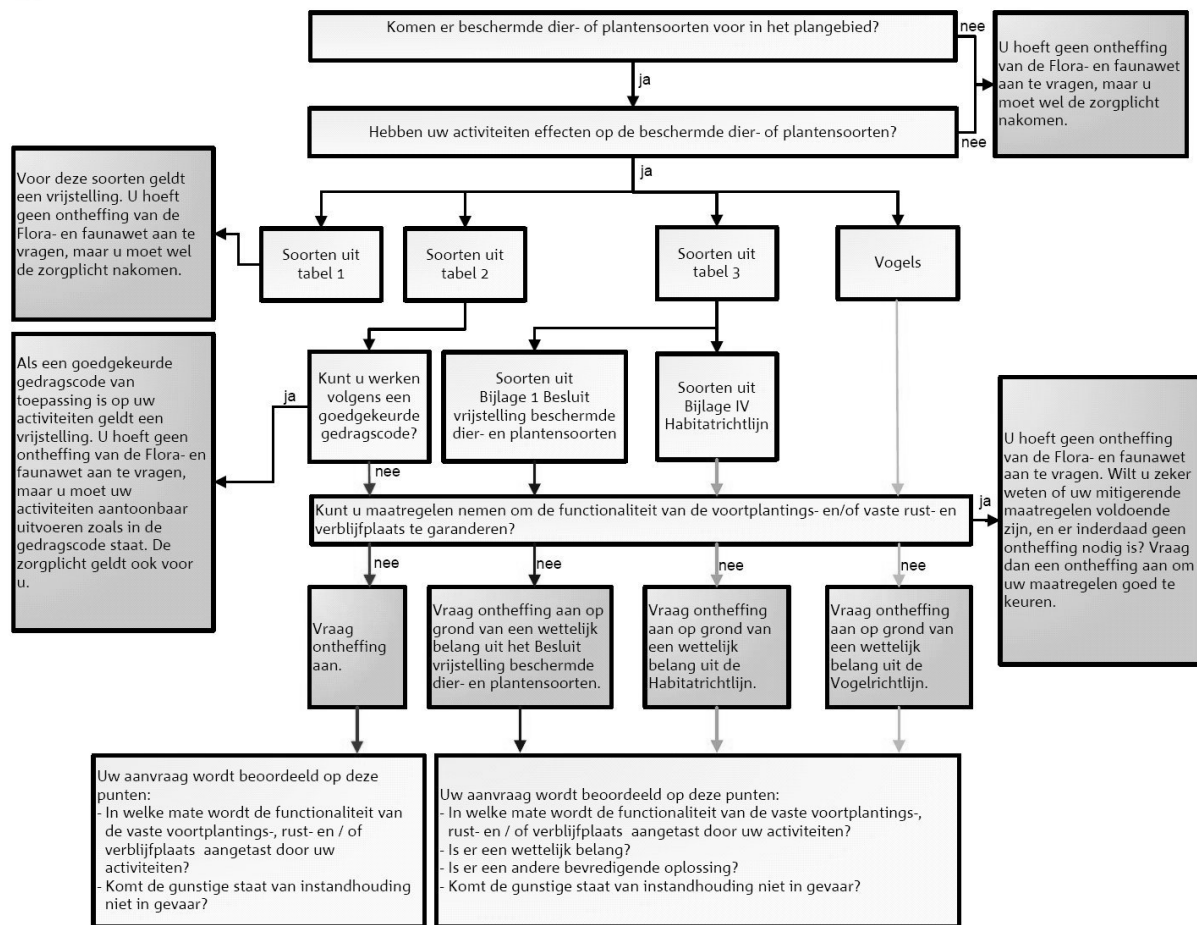 Komen er beschermde dier- of plantensoorten voor in het plangebied?
nee
U hoeft geen ontheffing
van de Flora- en faunawet
aan te vragen, maar u
moet wel de zorgplicht
nakomen.
ja
Hebben uw activiteiten effecten op de beschermde dier- of plantensoorten?
nee
ja
Voor deze soorten geldt
een vrijstelling. U hoeft
geen ontheffing van de
Flora- en faunawet aan te
vragen, maar u moet wel
de zorgplicht nakomen.
Soorten uit
tabel 1
Soorten uit
tabel 2
Soorten uit
tabel 3
Vogels
Als een goedgekeurde
gedragscode van
toepassing is op uw
activiteiten geldt een
vrijstelling. U hoeft geen
ontheffing van de Flora- en
faunawet aan te vragen,
maar u moet uw
activiteiten aantoonbaar
uitvoeren zoals in de
gedragscode staat. De
zorgplicht geldt ook voor
u.
ja
Kunt u werken
volgens een
goedgekeurde
gedragscode?
Soorten uit
Bijlage 1 Besluit
vrijstelling beschermde
dier- en plantensoorten
Soorten uit
Bijlage IV
Habitatrichtlijn
nee
Kunt u maatregelen nemen om de functionaliteit van de voortplantings- en/of vaste rust- en
verblijfplaats te garanderen?
ja
U hoeft geen ontheffing
van de Flora- en faunawet
aan te vragen. Wilt u zeker
weten of uw mitigerende
maatregelen voldoende
zijn, en er inderdaad geen
ontheffing nodig is? Vraag
dan een ontheffing aan om
uw maatregelen goed te
keuren.
nee
nee
nee
nee
Vraag
ontheffing
aan.
Vraag ontheffing aan op
grond van een wettelijk
belang uit het Besluit
vrijstelling beschermde
dier- en plantensoorten.
Vraag ontheffing
aan op grond van
een wettelijk
belang uit de
Habitatrichtlijn.
Vraag ontheffing
aan op grond van
een wettelijk
belang uit de
Vogelrichtlijn.
Uw aanvraag wordt beoordeeld op deze
punten:
- In welke mate wordt de functionaliteit van
de vaste voortplantings-, rust- en / of
verblijfplaats aangetast door uw
activiteiten?
- Komt de gunstige staat van instandhouding
niet in gevaar?
Uw aanvraag wordt beoordeeld op deze punten:
- In welke mate wordt de functionaliteit van de vaste voortplantings-,
rust- en / of verblijfplaats aangetast door uw activiteiten?
- Is er een wettelijk belang?
- Is er een andere bevredigende oplossing?
- Komt de gunstige staat van instandhouding niet in gevaar?